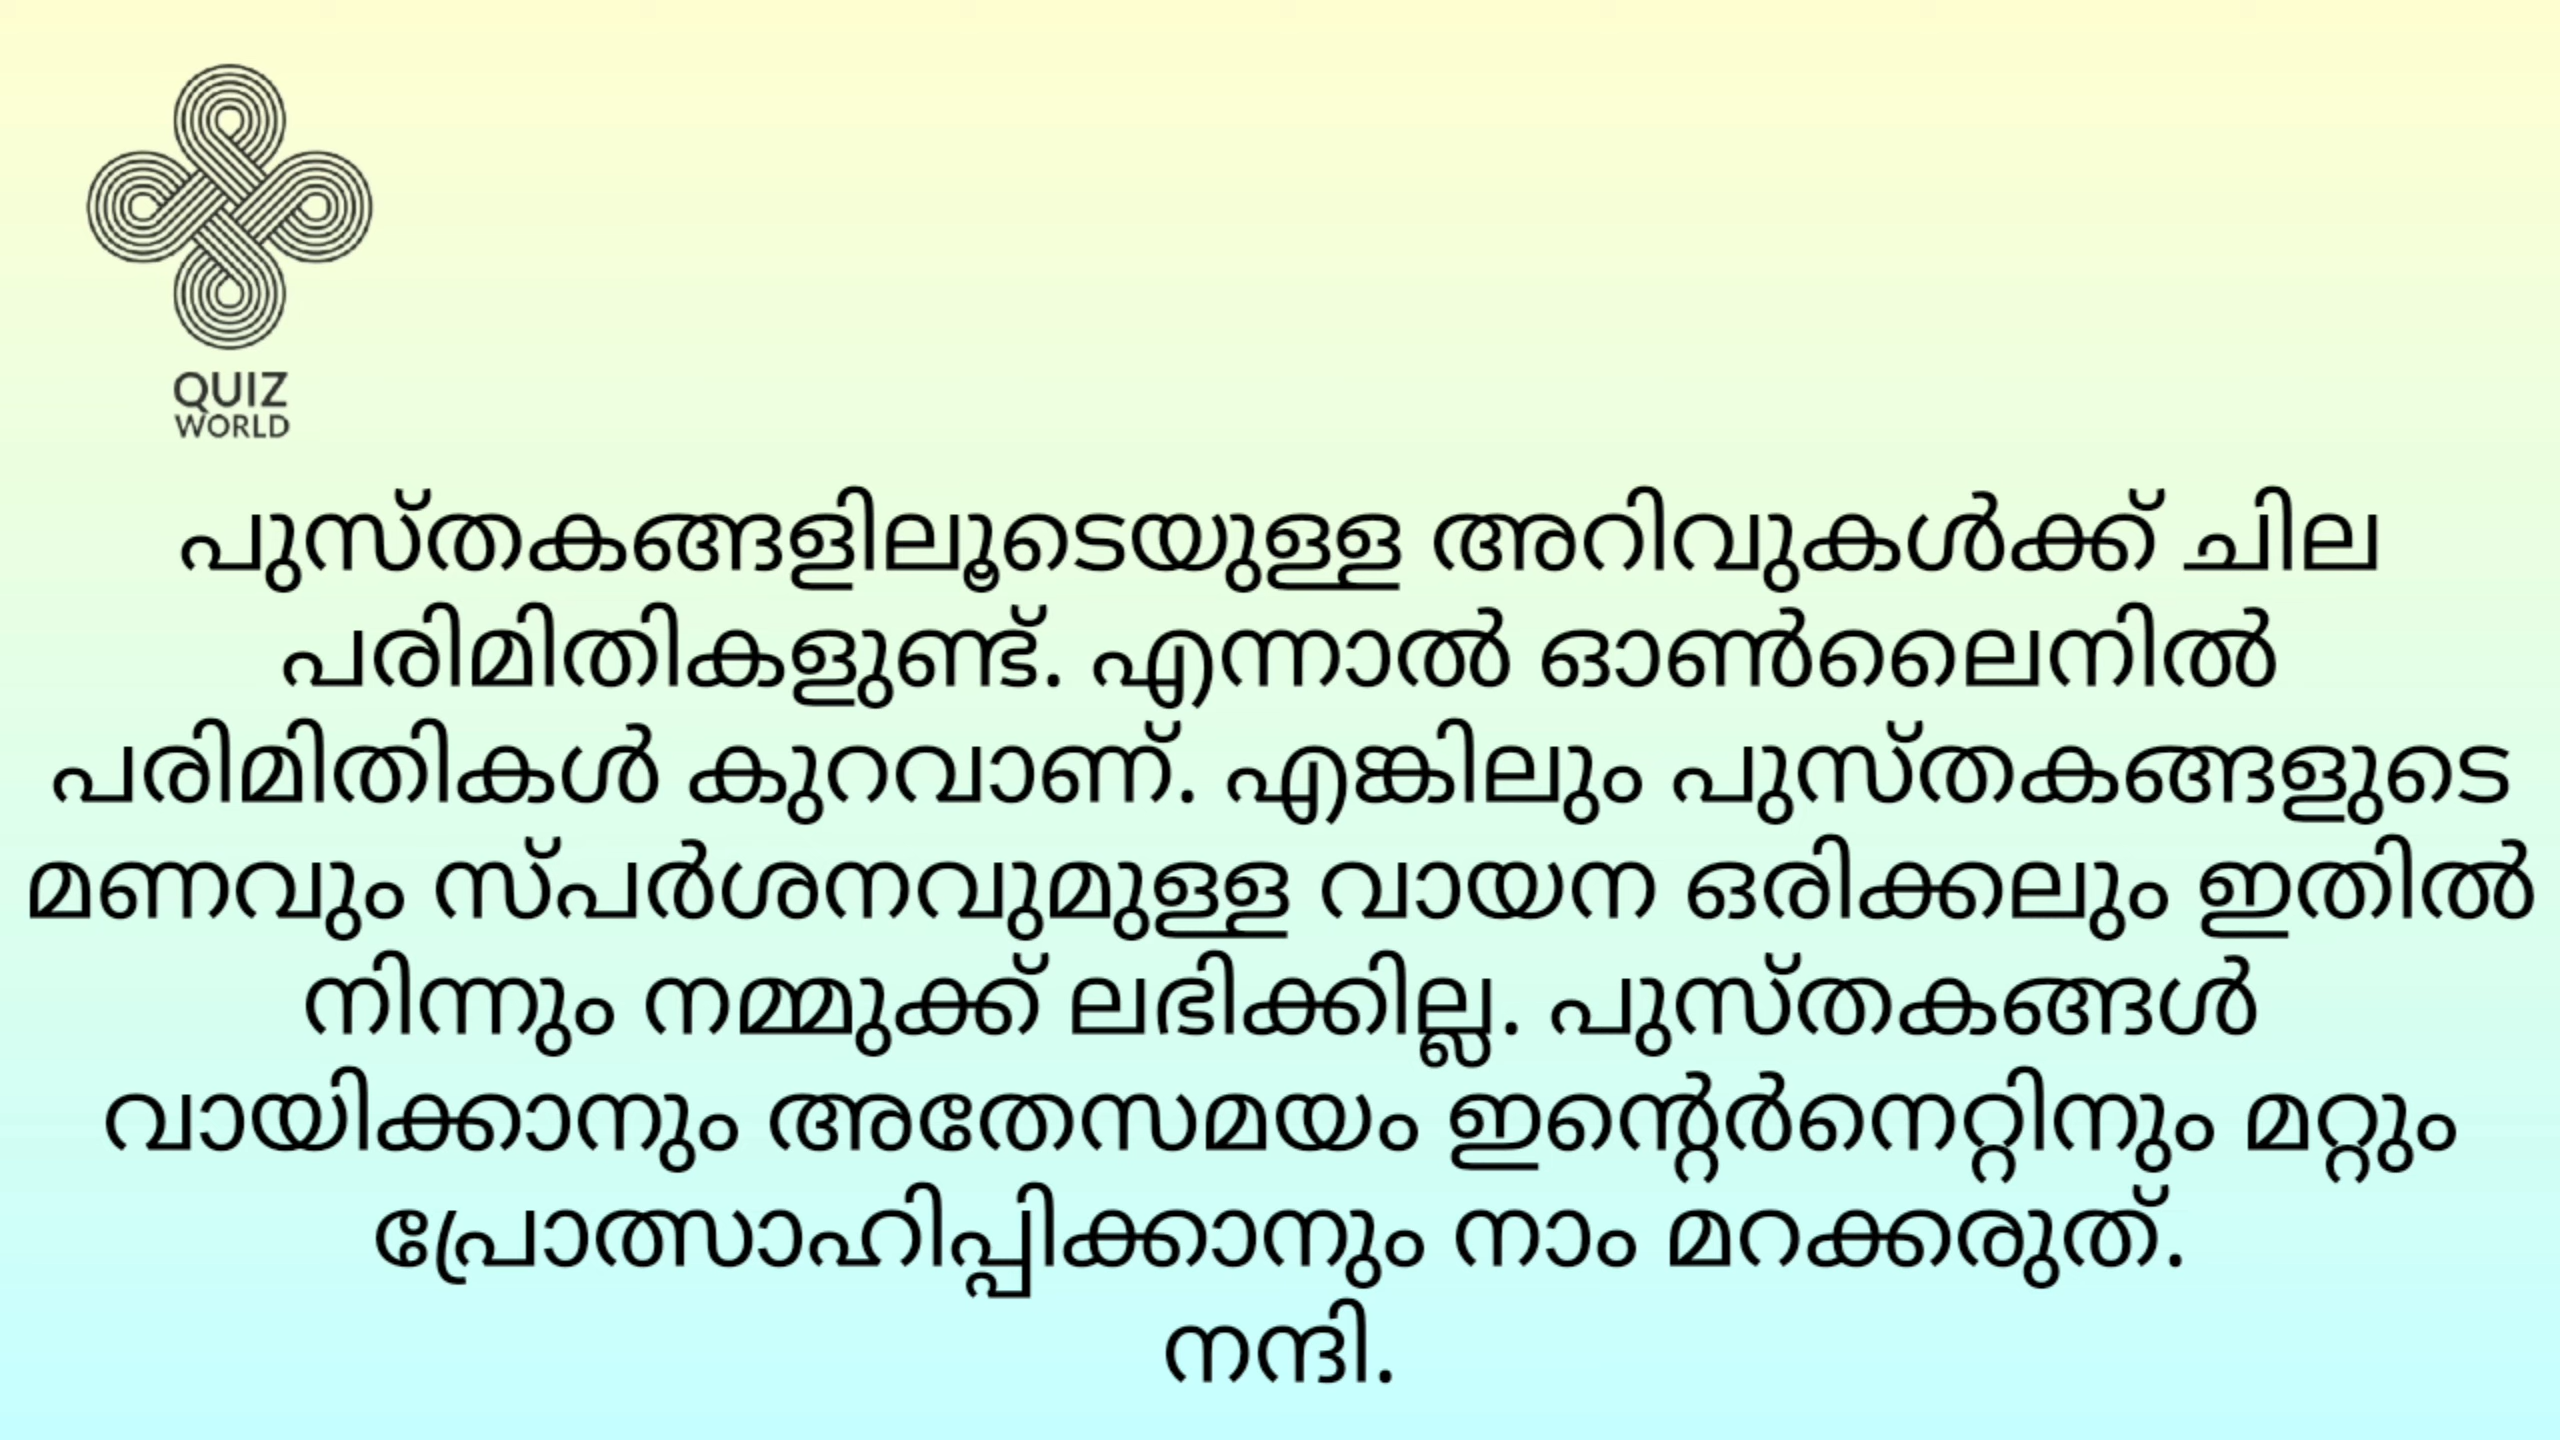 QUIZ
WORLD
പുസ്തകങ്ങളിലൂടെയുള്ള അറിവുകൾക്ക് ചില
പരിമിതികളുണ്ട്. എന്നാൽ ഓൺലൈനിൽ
പരിമിതികൾ കുറവാണ്. എങ്കിലും പുസ്തകങ്ങളുടെ
മണവും സ്പർശനവുമുള്ള വായന ഒരിക്കലും ഇതിൽ
നിന്നും നമ്മുക്ക് ലഭിക്കില്ല. പുസ്തകങ്ങൾ
വായിക്കാനും അതേസമയം ഇന്റെർനെറ്റിനും മറ്റും
പ്രോത്സാഹിപ്പിക്കാനും നാം മറക്കരുത്.
നന്ദി.